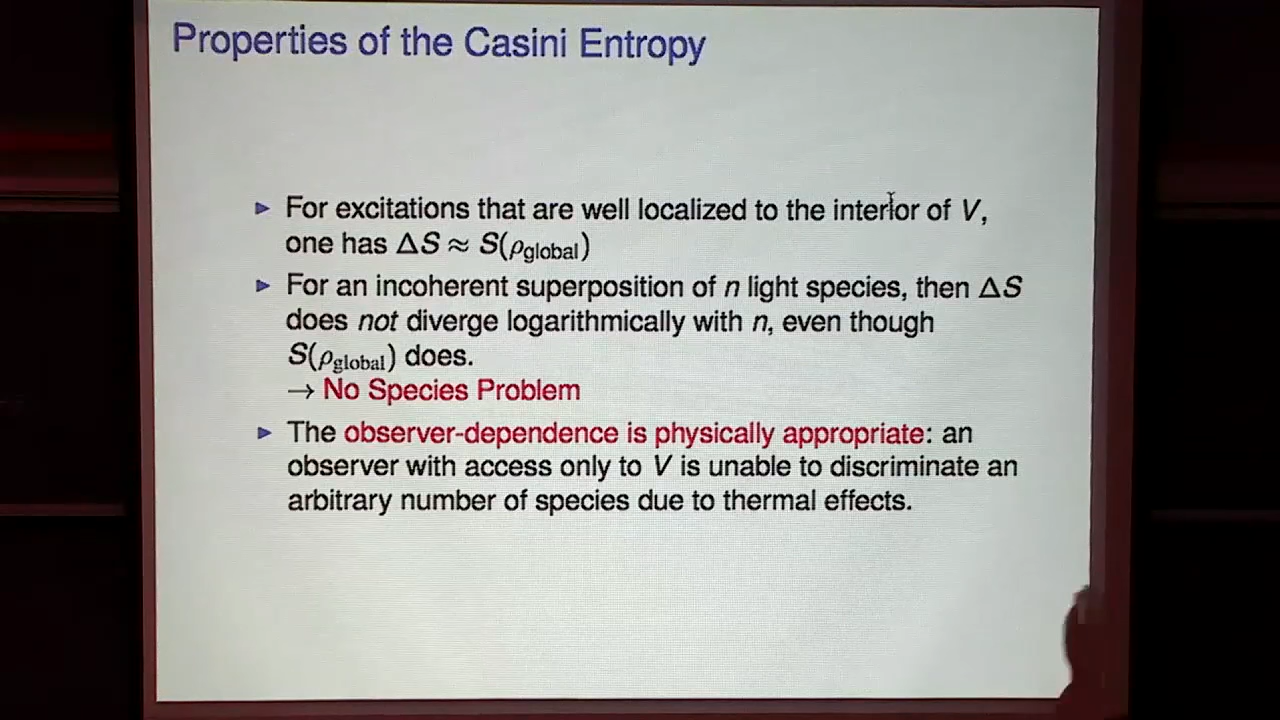 Properties of the Casini Entropy
▶ For excitations that are well localized to the interior of V,
one has ΔS ≈ S(ρglobal)
▶ For an incoherent superposition of n light species, then ΔS
does not diverge logarithmically with n, even though
S(ρglobal) does.
→ No Species Problem
▶ The observer-dependence is physically appropriate: an
observer with access only to V is unable to discriminate an
arbitrary number of species due to thermal effects.